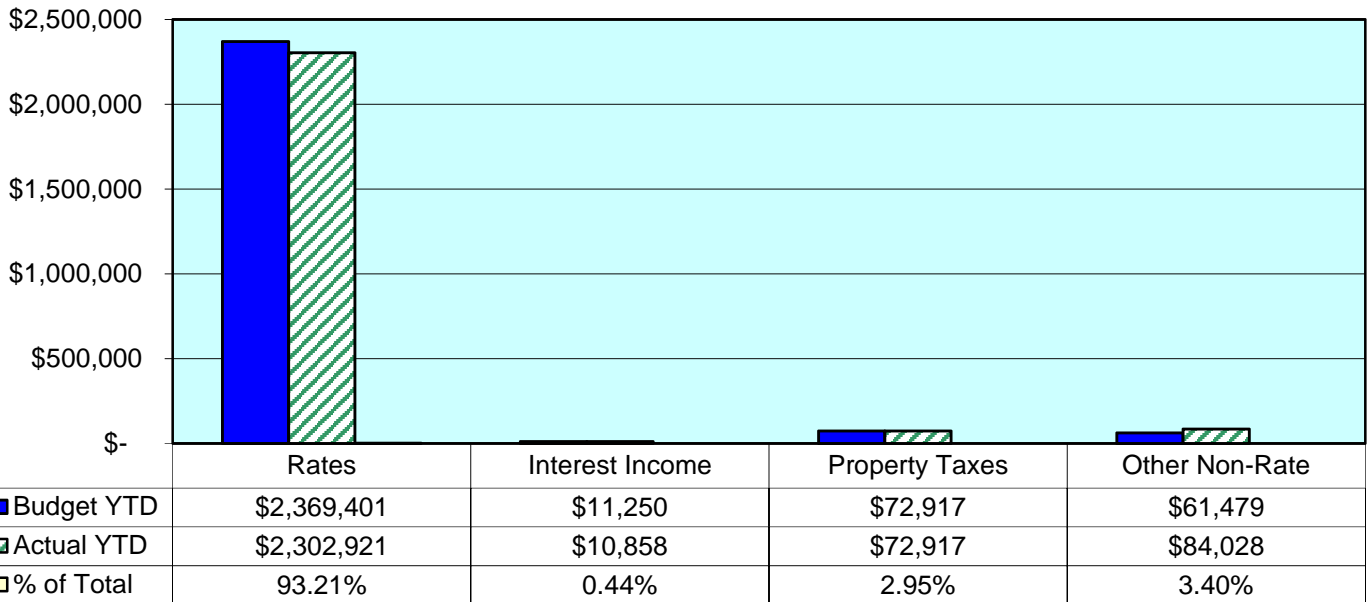 $2,500,000
$2,000,000
$1,500,000
$1,000,000
$500,000
$-
Rates Interest Income Property Taxes Other Non-Rate
Budget YTD $2,369,401 $11,250 $72,917 $61,479
Actual YTD $2,302,921 $10,858 $72,917 $84,028
% of Total 93.21% 0.44% 2.95% 3.40%